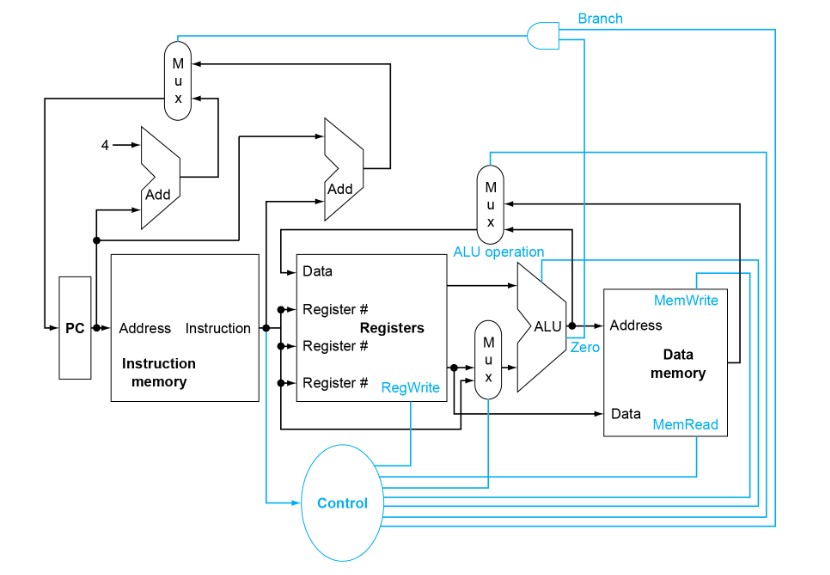 Branch
M
u
x
4
Add
Add
M
u
x
ALU operation
Data
PC
Address
Instruction
Instruction
memory
Register #
Registers
Register #
Register #
RegWrite
M
u
x
ALU
Zero
MemWrite
Address
Data
memory
Data
MemRead
Control